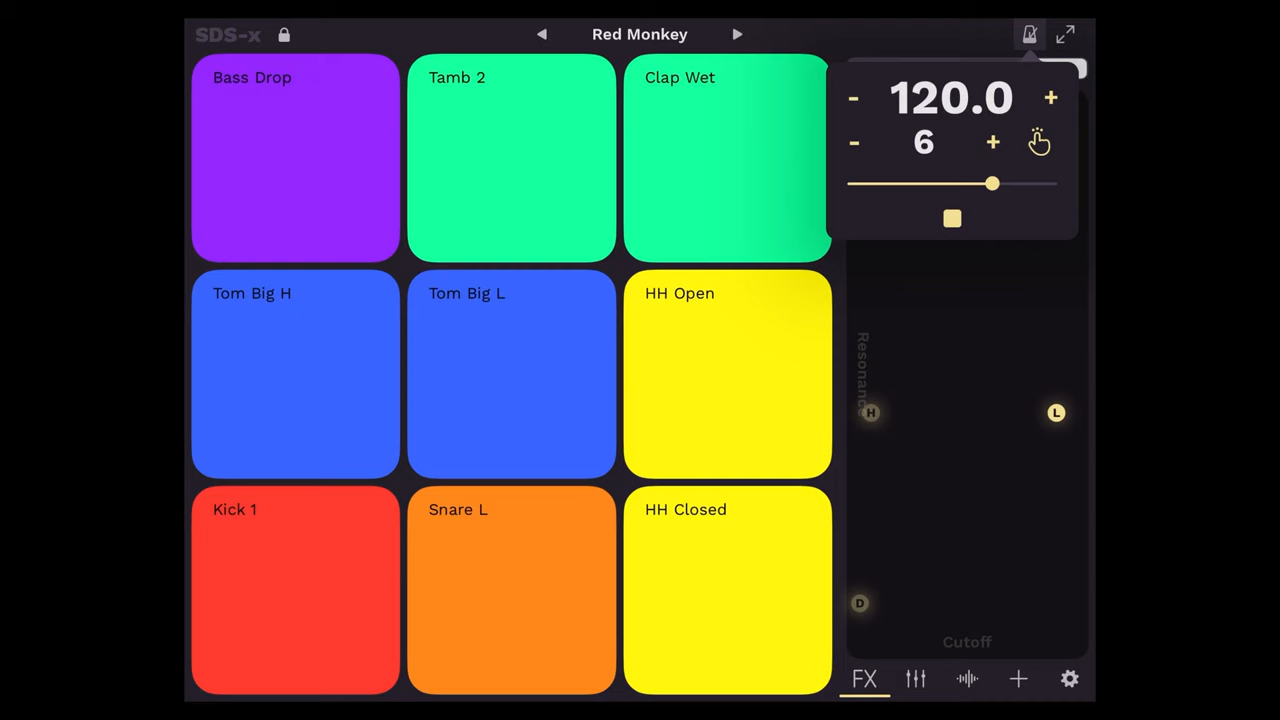 SDS-x
Red Monkey
Bass Drop
Tamb 2
Clap Wet
- 120.0 +
- 6 +
Tom Big H
Tom Big L
HH Open
Resonance
H
L
Kick 1
Snare L
HH Closed
D
Cutoff
FX